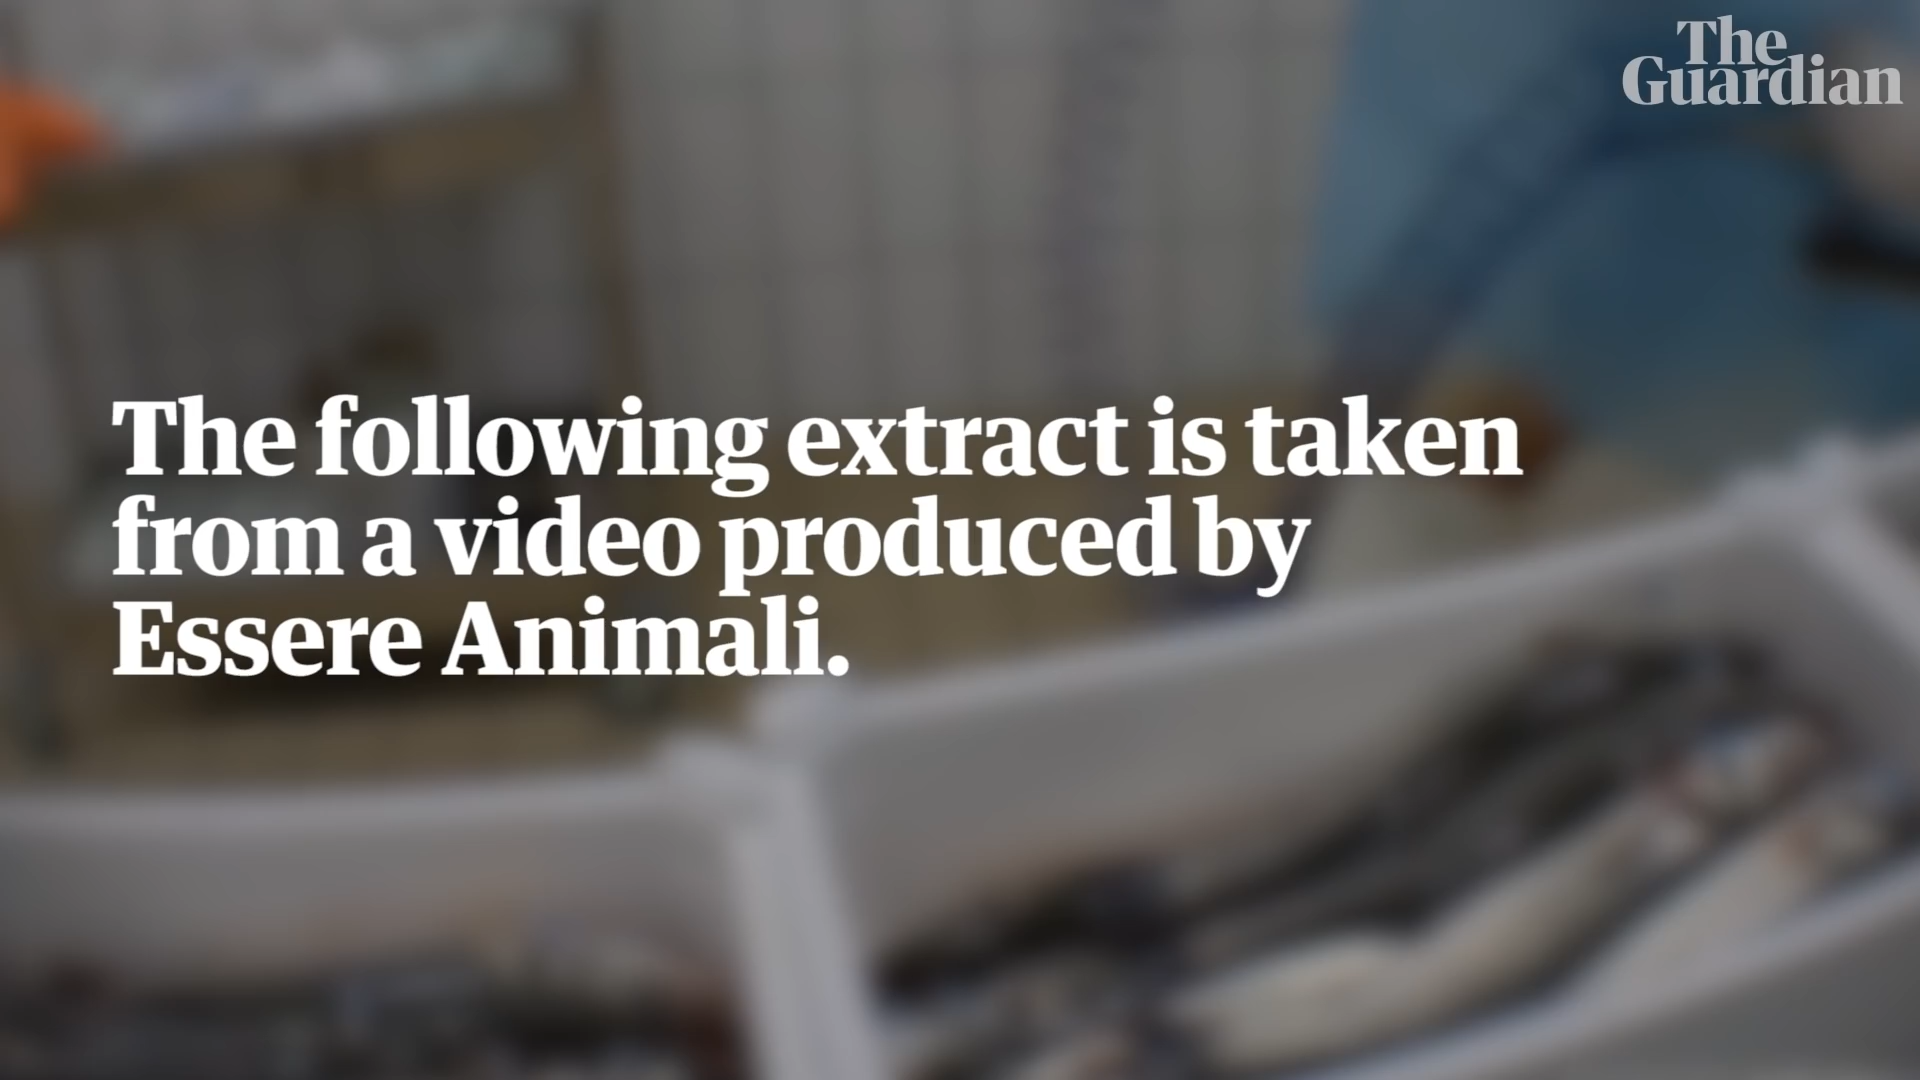 The
Guardian
The following extract is taken
from a video produced by
Essere Animali.